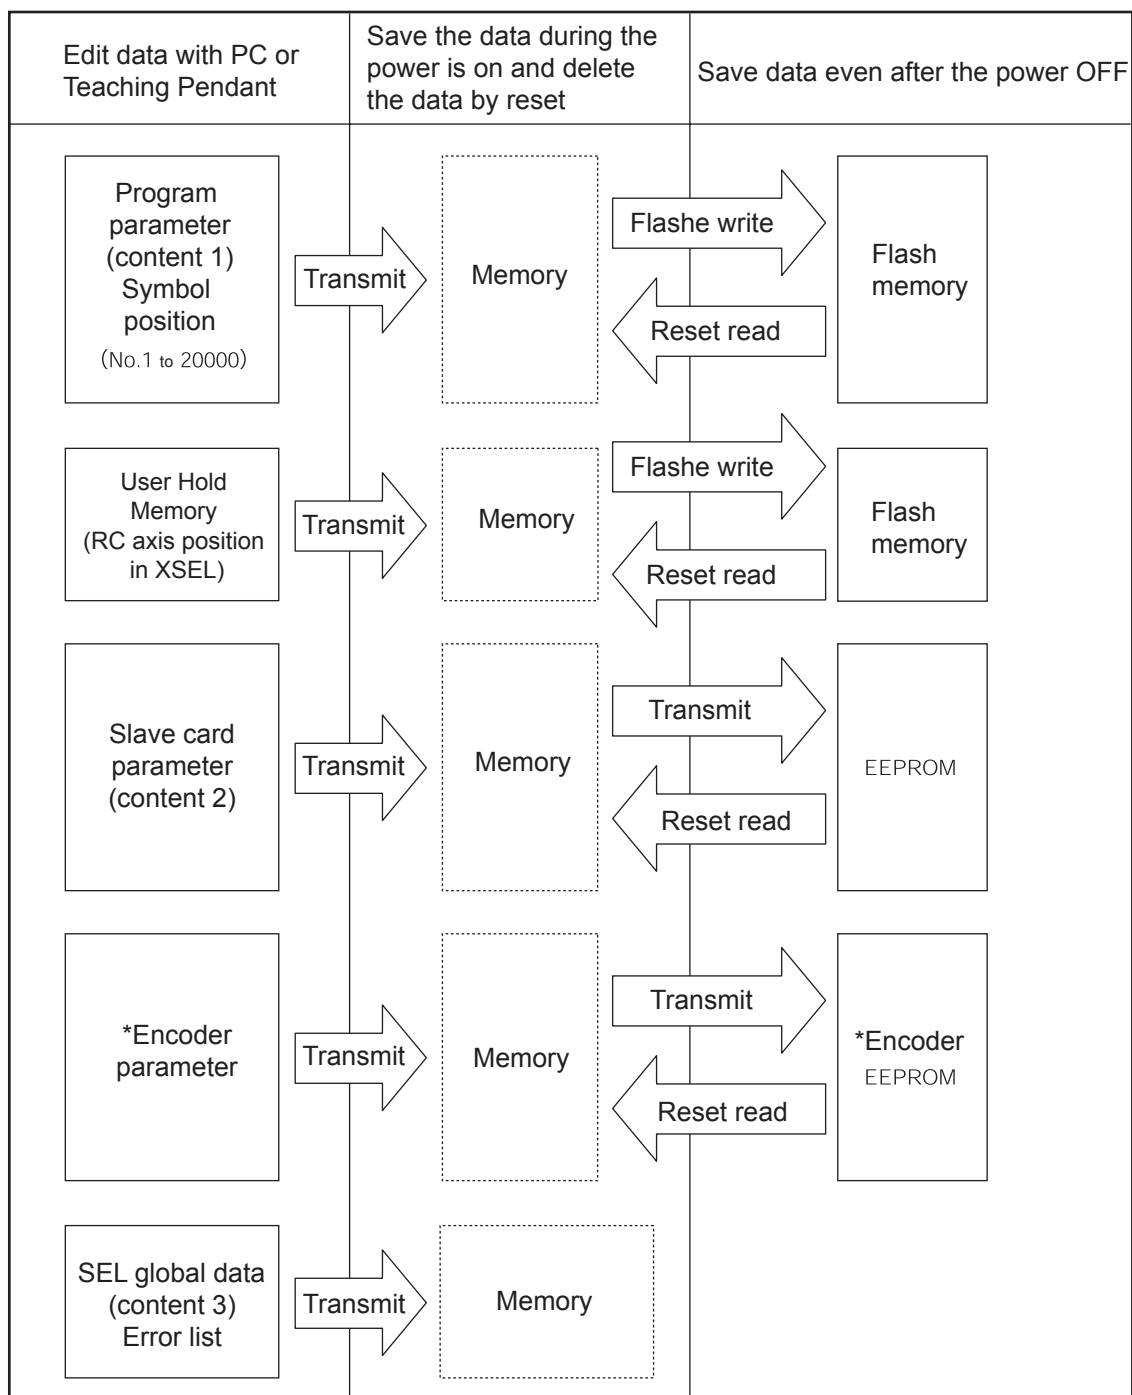 Edit data with PC or
Teaching Pendant
Save the data during the
power is on and delete
the data by reset
Save data even after the power OFF
Program
parameter
(content 1)
Symbol
position
(No.1 to 20000)
Transmit
Memory
Flashe write
Reset read
Flash
memory
User Hold
Memory
(RC axis position
in XSEL)
Transmit
Memory
Flashe write
Reset read
Flash
memory
Slave card
parameter
(content 2)
Transmit
Memory
Transmit
Reset read
EEPROM
*Encoder
parameter
Transmit
Memory
Transmit
Reset read
*Encoder
EEPROM
SEL global data
(content 3)
Error list
Transmit
Memory